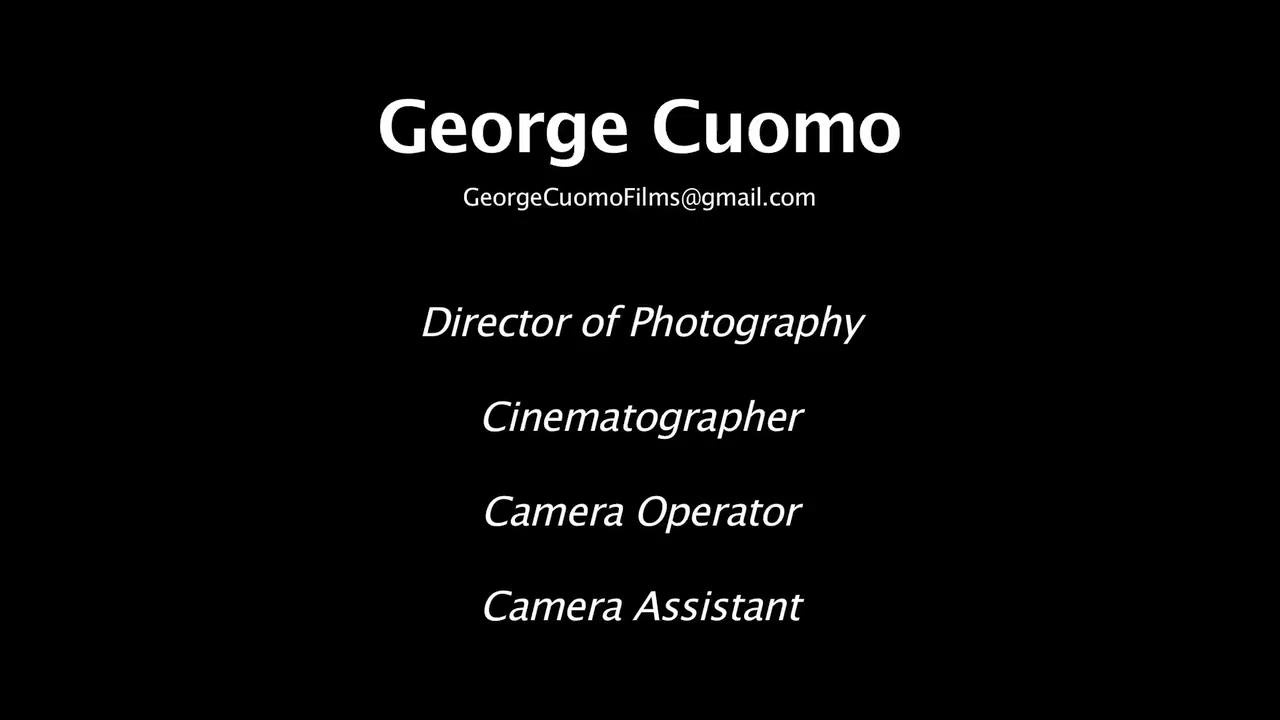 George Cuomo
GeorgeCuomoFilms@gmail.com
Director of Photography
Cinematographer
Camera Operator
Camera Assistant